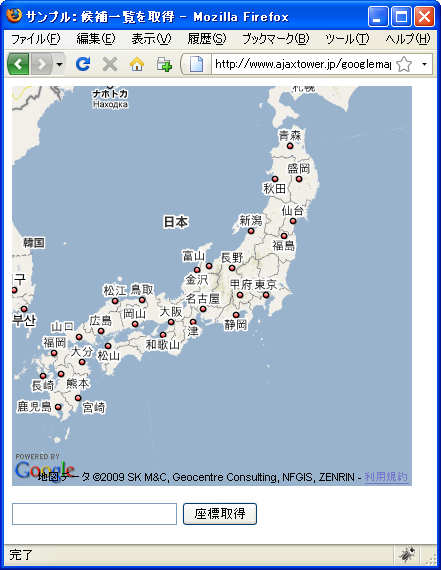 サンプル: 候補一覧を取得 - Mozilla Firefox
ファイル(F) 編集(E) 表示(V) 履歴(S) ブックマーク(B) ツール(T) ヘルプ(H)
http://www.ajaxtower.jp/googlemap
ナホトカ
Находка
札幌
青森
盛岡
秋田
仙台
日本
新潟
福島
韓国
富山
長野
金沢
구
松江
鳥取
甲府
東京
名古屋
부산
山口
広島
岡山
大阪
津
静岡
福岡
和歌山
大分
松山
長崎
熊本
鹿児島
宮崎
POWERED BY
Google
地図データ ©2009 SK M&C, Geocentre Consulting, NFGIS, ZENRIN - 利用規約
座標取得
完了